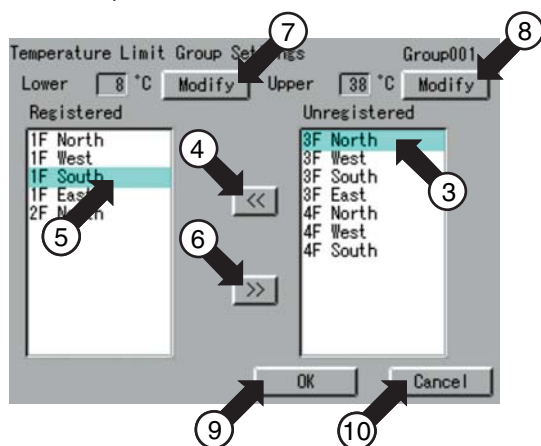 7
8
Temperature Limit Group Settings Group001
Lower 8 °C Modify Upper 38 °C Modify
Registered
1F North
1F West
1F South
1F East
2F North
4
<<
5
6
>>
Unregistered
3F North
3F West
3F South
3F East
4F North
4F West
4F South
3
OK Cancel
9
10